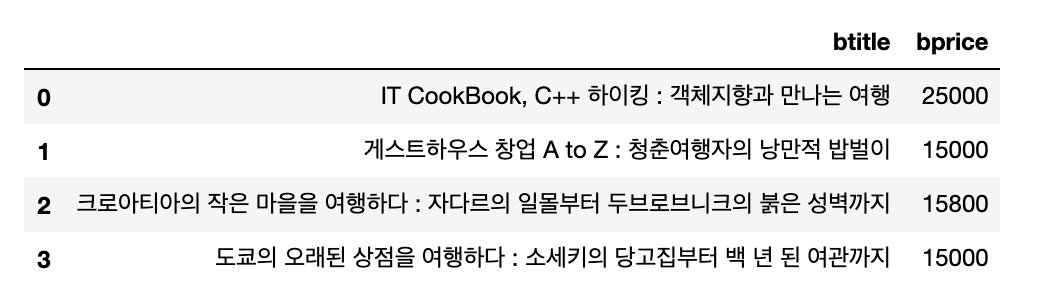 btitle bprice
0 IT CookBook, C++ 하이킹 : 객체지향과 만나는 여행 25000
1 게스트하우스 창업 A to Z : 청춘여행자의 낭만적 밥벌이 15000
2 크로아티아의 작은 마을을 여행하다 : 자다르의 일몰부터 두브로브니크의 붉은 성벽까지 15800
3 도쿄의 오래된 상점을 여행하다 : 소세키의 당고집부터 백 년 된 여관까지 15000